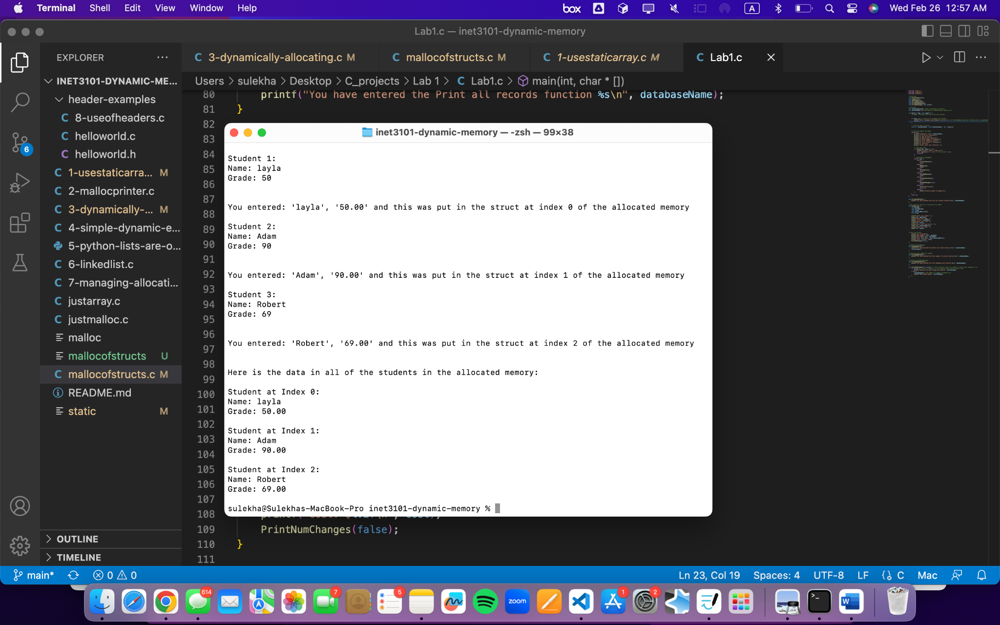 Terminal Shell Edit View Window Help
box A Wed Feb 26 12:57 AM
Lab1.c — inet3101-dynamic-memory
EXPLORER ···
C 3-dynamically-allocating.c M C mallocofstructs.c M C 1-usestaticarray.c M C Lab1.c
Users > sulekha > Desktop > C_projects > Lab 1 > C Lab1.c > main(int, char * [])
INET3101-DYNAMIC-ME...
header-examples
C 8-useofheaders.c
C helloworld.c
C helloworld.h
C 1-usestaticarra... M
C 2-mallocprinter.c
C 3-dynamically-... M
C 4-simple-dynamic-e...
5-python-lists-are-o...
C 6-linkedlist.c
C 7-managing-allocati...
C justarray.c
C justmalloc.c
malloc
mallocofstructs U
C mallocofstructs.c M
README.md
static M
OUTLINE
TIMELINE
6
80 printf("You have entered the Print all records function %s\n", databaseName);
81 }
82
83
84
85
86
87
88
89
90
91
92
93
94
95
96
97
98
99
100
101
102
103
104
105
106
107
108
109 PrintNumChanges(false);
110 }
111
inet3101-dynamic-memory — -zsh — 99×38
Student 1:
Name: layla
Grade: 50
You entered: 'layla', '50.00' and this was put in the struct at index 0 of the allocated memory
Student 2:
Name: Adam
Grade: 90
You entered: 'Adam', '90.00' and this was put in the struct at index 1 of the allocated memory
Student 3:
Name: Robert
Grade: 69
You entered: 'Robert', '69.00' and this was put in the struct at index 2 of the allocated memory
Here is the data in all of the students in the allocated memory:
Student at Index 0:
Name: layla
Grade: 50.00
Student at Index 1:
Name: Adam
Grade: 90.00
Student at Index 2:
Name: Robert
Grade: 69.00
sulekha@Sulekhas-MacBook-Pro inet3101-dynamic-memory %
main* 0 0 Ln 23, Col 19 Spaces: 4 UTF-8 LF C Mac
614 7 5 zoom 1 2 >_ W